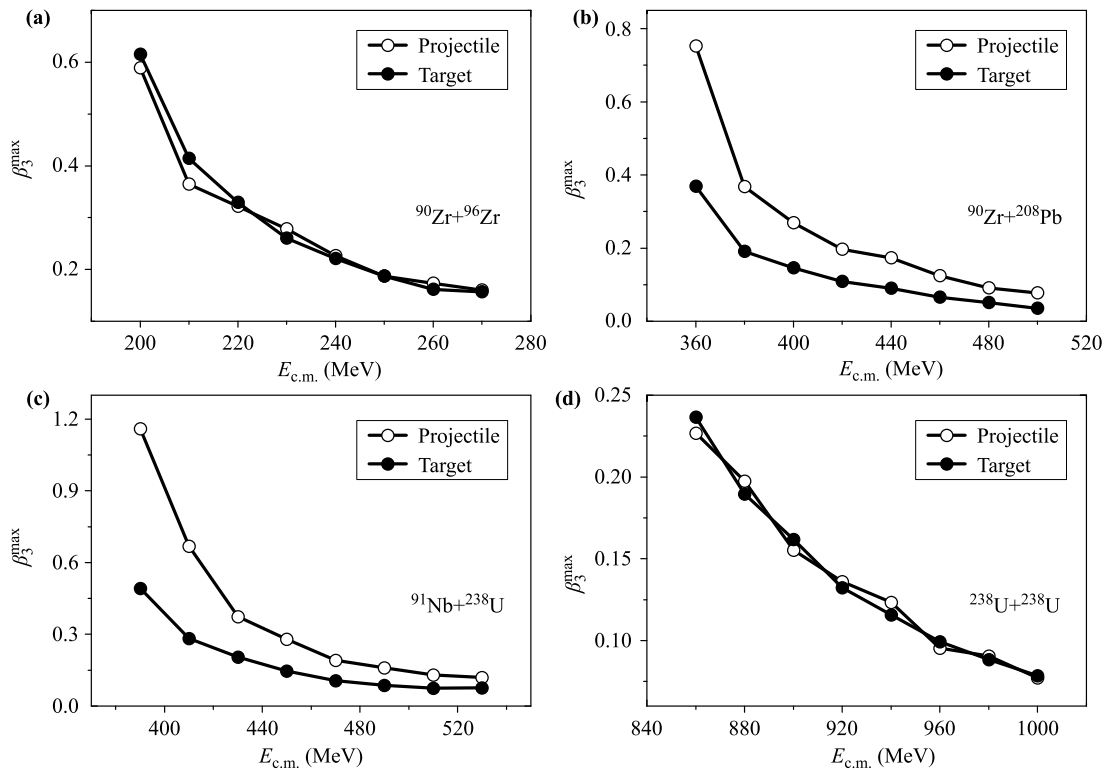 (a)
Projectile
Target
⁹⁰Zr+⁹⁶Zr
β₃ᵐᵃˣ
0.6
0.4
0.2
200 220 240 260 280
E_c.m. (MeV)
(b)
Projectile
Target
⁹⁰Zr+²⁰⁸Pb
β₃ᵐᵃˣ
0.8
0.6
0.4
0.2
0.0
360 400 440 480 520
E_c.m. (MeV)
(c)
Projectile
Target
⁹¹Nb+²³⁸U
β₃ᵐᵃˣ
1.2
0.9
0.6
0.3
0.0
400 440 480 520
E_c.m. (MeV)
(d)
Projectile
Target
²³⁸U+²³⁸U
β₃ᵐᵃˣ
0.25
0.20
0.15
0.10
840 880 920 960 1000
E_c.m. (MeV)